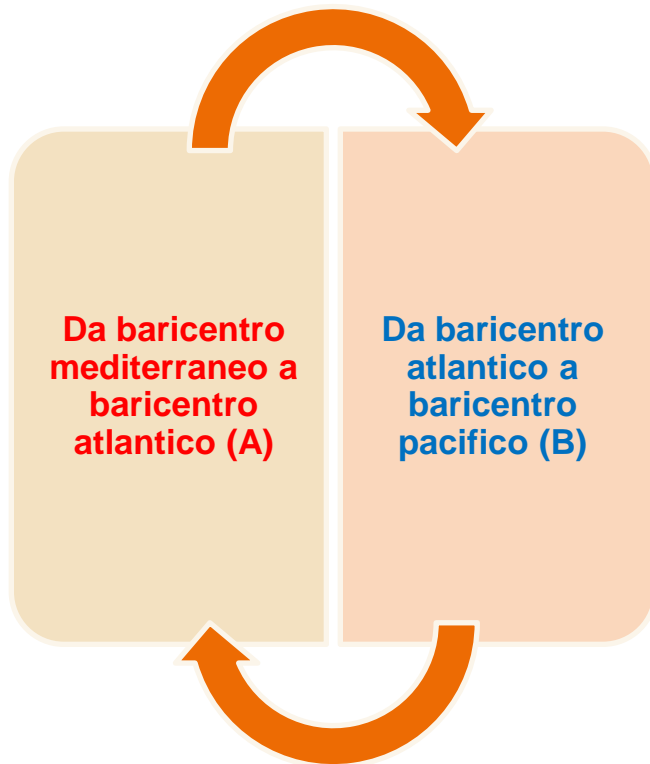 Da baricentro
mediterraneo a
baricentro
atlantico (A)
Da baricentro
atlantico a
baricentro
pacifico (B)